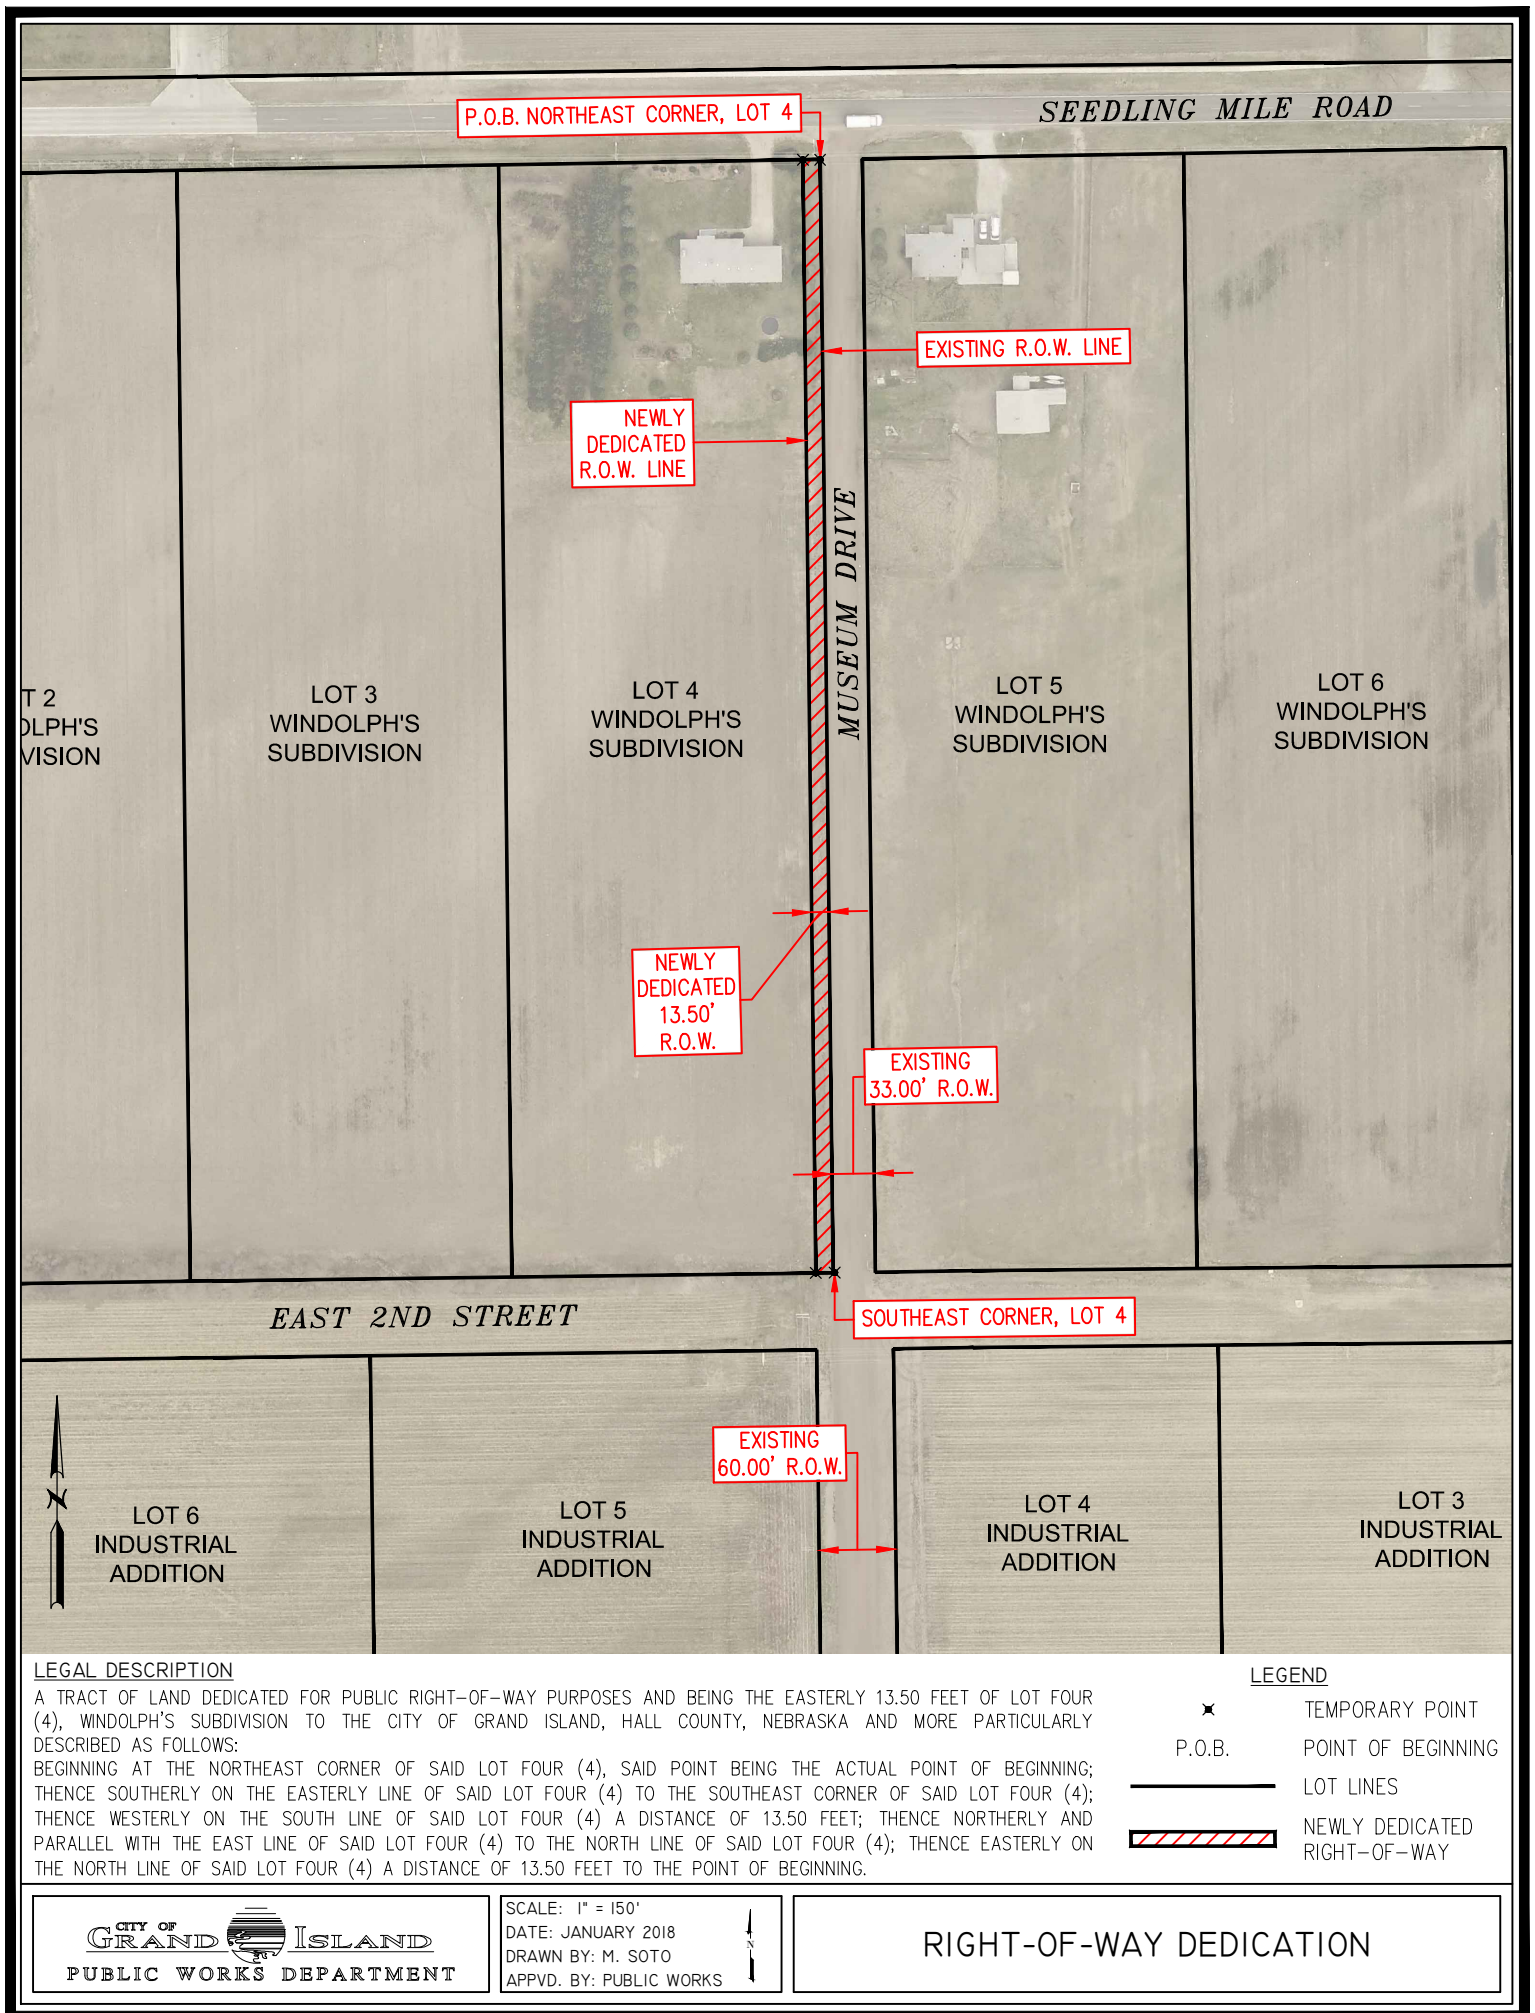 SEEDLING MILE ROAD
P.O.B. NORTHEAST CORNER, LOT 4
EXISTING R.O.W. LINE
NEWLY
DEDICATED
R.O.W. LINE
MUSEUM DRIVE
T 2
OLPH'S
VISION
LOT 3
WINDOLPH'S
SUBDIVISION
LOT 4
WINDOLPH'S
SUBDIVISION
LOT 5
WINDOLPH'S
SUBDIVISION
LOT 6
WINDOLPH'S
SUBDIVISION
NEWLY
DEDICATED
13.50'
R.O.W.
EXISTING
33.00' R.O.W.
EAST 2ND STREET
SOUTHEAST CORNER, LOT 4
EXISTING
60.00' R.O.W.
N
LOT 6
INDUSTRIAL
ADDITION
LOT 5
INDUSTRIAL
ADDITION
LOT 4
INDUSTRIAL
ADDITION
LOT 3
INDUSTRIAL
ADDITION
LEGAL DESCRIPTION
A TRACT OF LAND DEDICATED FOR PUBLIC RIGHT-OF-WAY PURPOSES AND BEING THE EASTERLY 13.50 FEET OF LOT FOUR
(4), WINDOLPH'S SUBDIVISION TO THE CITY OF GRAND ISLAND, HALL COUNTY, NEBRASKA AND MORE PARTICULARLY
DESCRIBED AS FOLLOWS:
BEGINNING AT THE NORTHEAST CORNER OF SAID LOT FOUR (4), SAID POINT BEING THE ACTUAL POINT OF BEGINNING;
THENCE SOUTHERLY ON THE EASTERLY LINE OF SAID LOT FOUR (4) TO THE SOUTHEAST CORNER OF SAID LOT FOUR (4);
THENCE WESTERLY ON THE SOUTH LINE OF SAID LOT FOUR (4) A DISTANCE OF 13.50 FEET; THENCE NORTHERLY AND
PARALLEL WITH THE EAST LINE OF SAID LOT FOUR (4) TO THE NORTH LINE OF SAID LOT FOUR (4); THENCE EASTERLY ON
THE NORTH LINE OF SAID LOT FOUR (4) A DISTANCE OF 13.50 FEET TO THE POINT OF BEGINNING.
LEGEND
TEMPORARY POINT
P.O.B. POINT OF BEGINNING
LOT LINES
NEWLY DEDICATED
RIGHT-OF-WAY
CITY OF
GRAND ISLAND
PUBLIC WORKS DEPARTMENT
SCALE: 1" = 150'
DATE: JANUARY 2018
DRAWN BY: M. SOTO
APPVD. BY: PUBLIC WORKS
N
RIGHT-OF-WAY DEDICATION